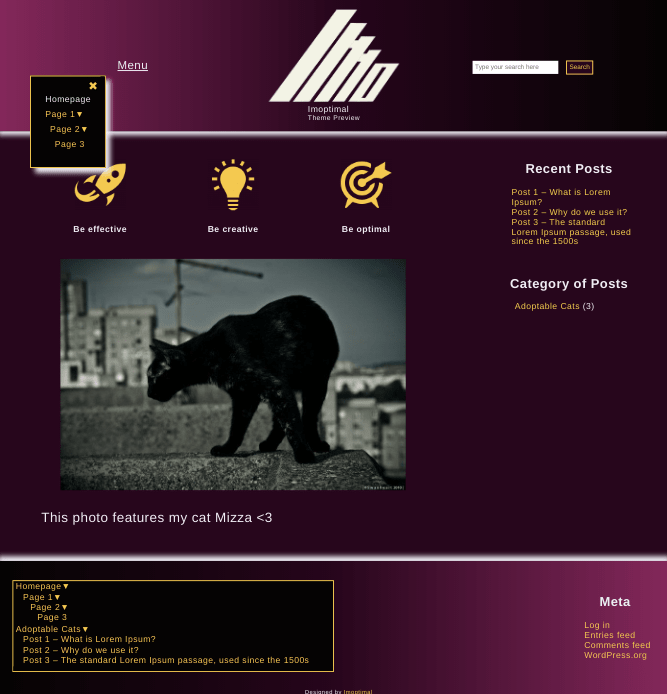 Menu
Type your search here
Search
✖
Homepage
Page 1▼
Page 2▼
Page 3
Imoptimal
Theme Preview
Be effective
Be creative
Be optimal
Recent Posts
Post 1 – What is Lorem
Ipsum?
Post 2 – Why do we use it?
Post 3 – The standard
Lorem Ipsum passage, used
since the 1500s
Category of Posts
Adoptable Cats (3)
This photo features my cat Mizza <3
Homepage▼
Page 1▼
Page 2▼
Page 3
Adoptable Cats▼
Post 1 – What is Lorem Ipsum?
Post 2 – Why do we use it?
Post 3 – The standard Lorem Ipsum passage, used since the 1500s
Meta
Log in
Entries feed
Comments feed
WordPress.org
Designed by Imoptimal